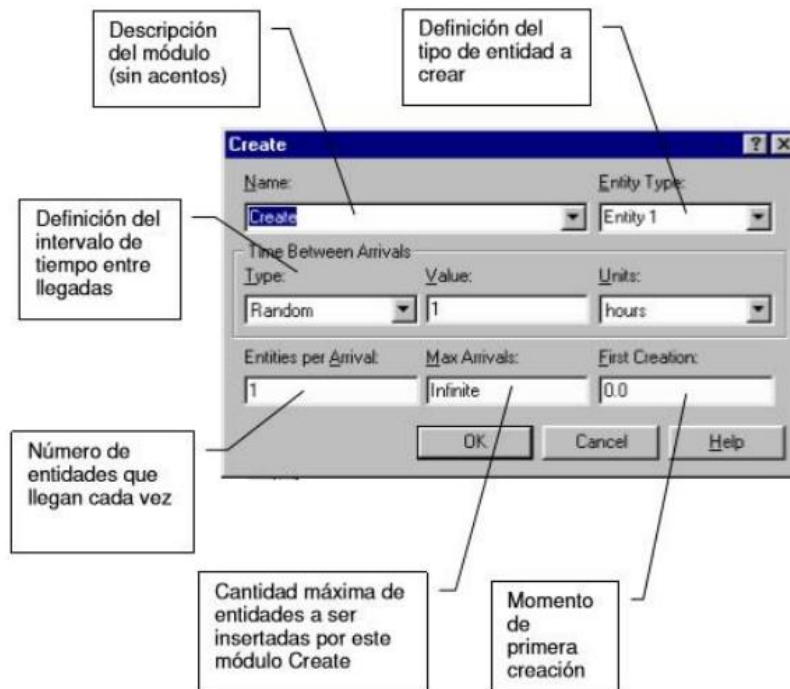 Descripción
del módulo
(sin acentos)
Definición del
tipo de entidad a
crear
Create
Name:
Entity Type:
Create
Entity 1
Definición del
intervalo de
tiempo entre
llegadas
Time Between Arrivals
Type:
Value:
Units:
Random
1
hours
Entities per Arrival:
Max Arrivals:
First Creation:
1
Infinite
0.0
OK
Cancel
Help
Número de
entidades que
llegan cada vez
Cantidad máxima de
entidades a ser
insertadas por este
módulo Create
Momento
de
primera
creación